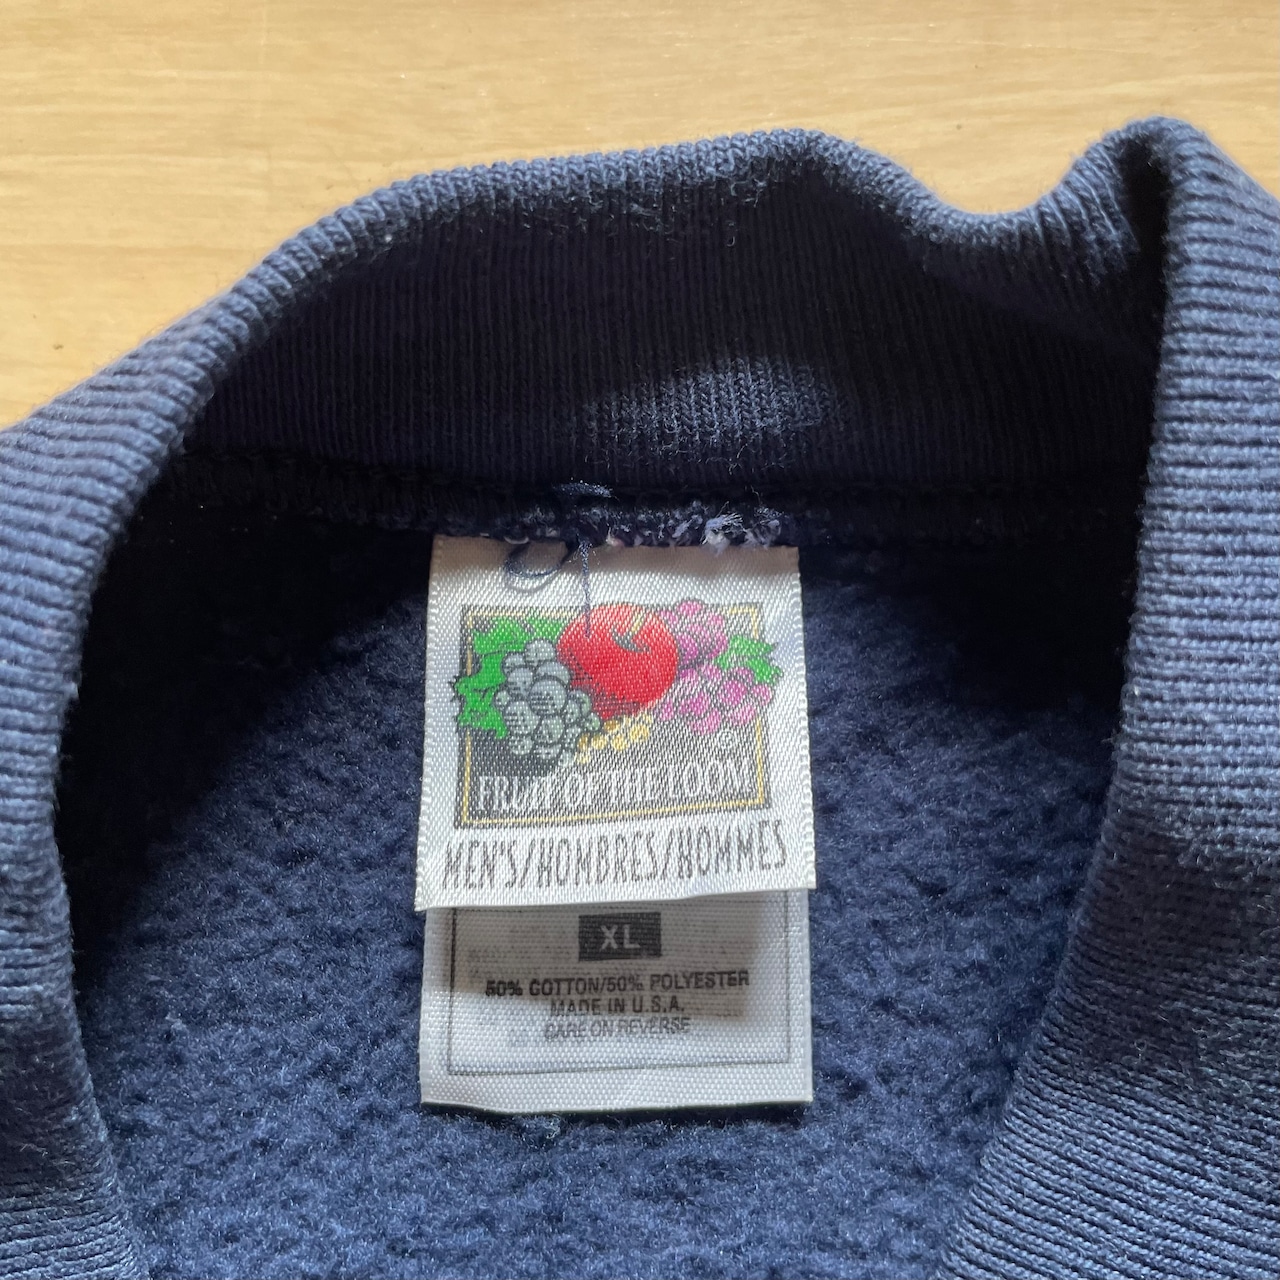 FRUIT OF THE LOOM
®
MEN'S/HOMBRES/HOMMES
XL
50% COTTON/50% POLYESTER
MADE IN U.S.A.
CARE ON REVERSE